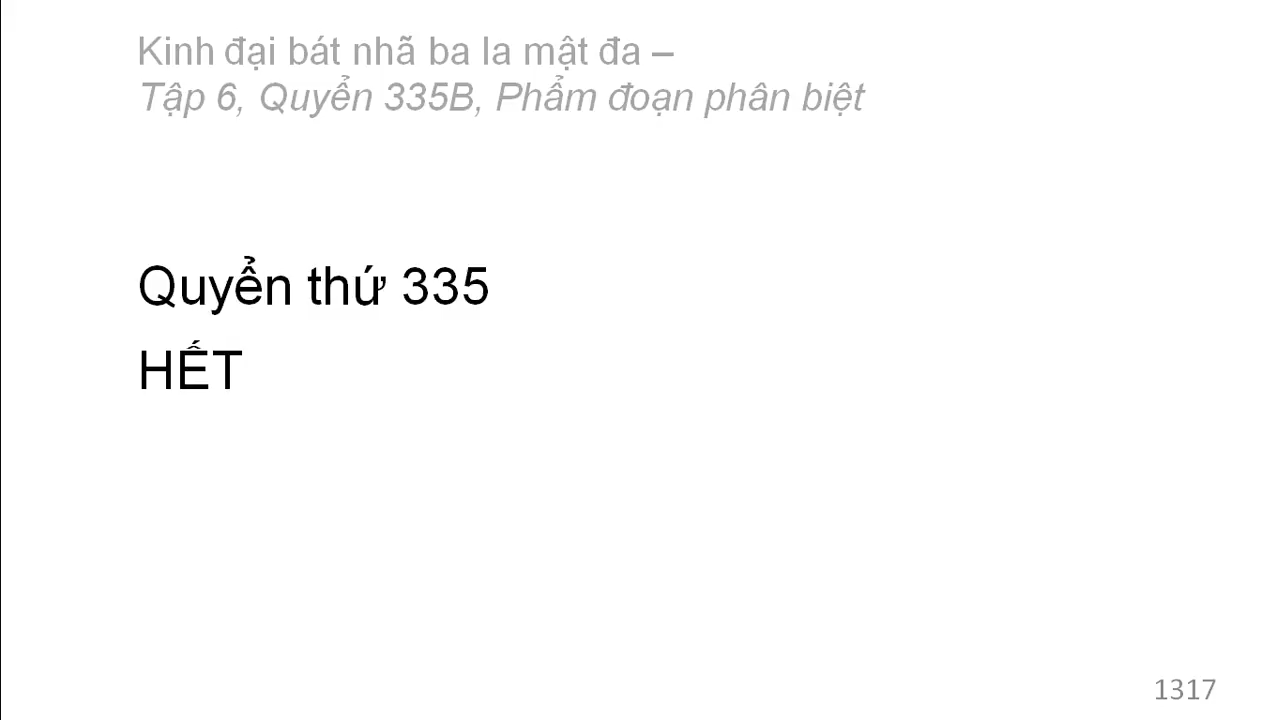 Kinh đại bát nhã ba la mật đa –
Tập 6, Quyển 335B, Phẩm đoạn phân biệt
Quyển thứ 335
HẾT
1317